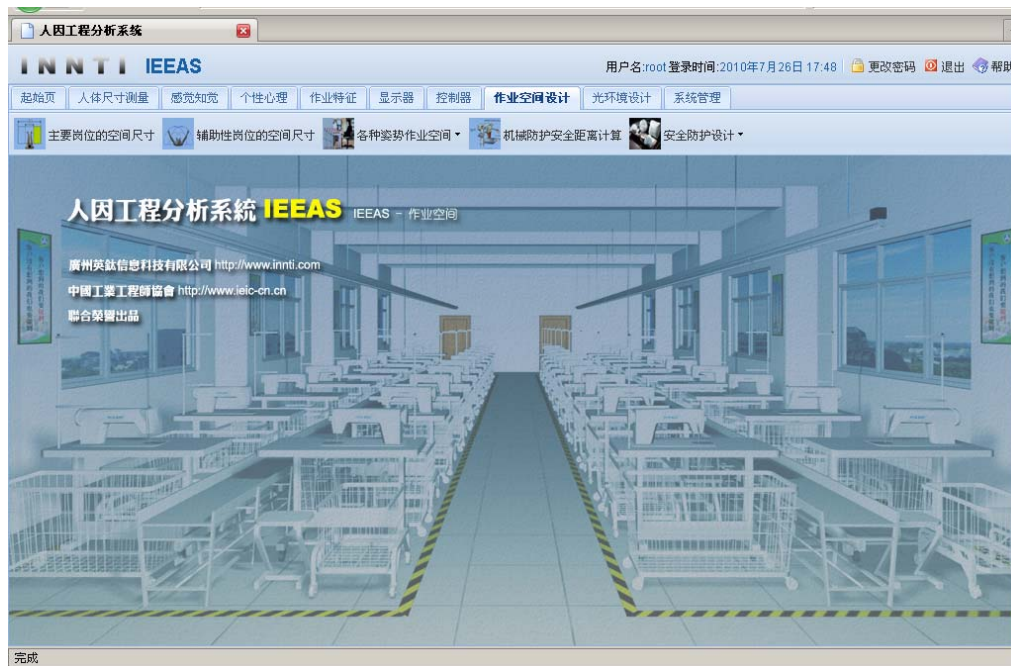 人因工程分析系统
INNTI IEEAS
用户名:root 登录时间:2010年7月26日 17:48 更改密码 退出 帮助
起始页 人体尺寸测量 感觉知觉 个性心理 作业特征 显示器 控制器 作业空间设计 光环境设计 系统管理
主要岗位的空间尺寸 辅助性岗位的空间尺寸 各种姿势作业空间 机械防护安全距离计算 安全防护设计
人因工程分析系統 IEEAS IEEAS - 作业空间
廣州英鈦信息科技有限公司 http://www.innti.com
中國工業工程師協會 http://www.ieic-cn.cn
聯合榮譽出品
完成